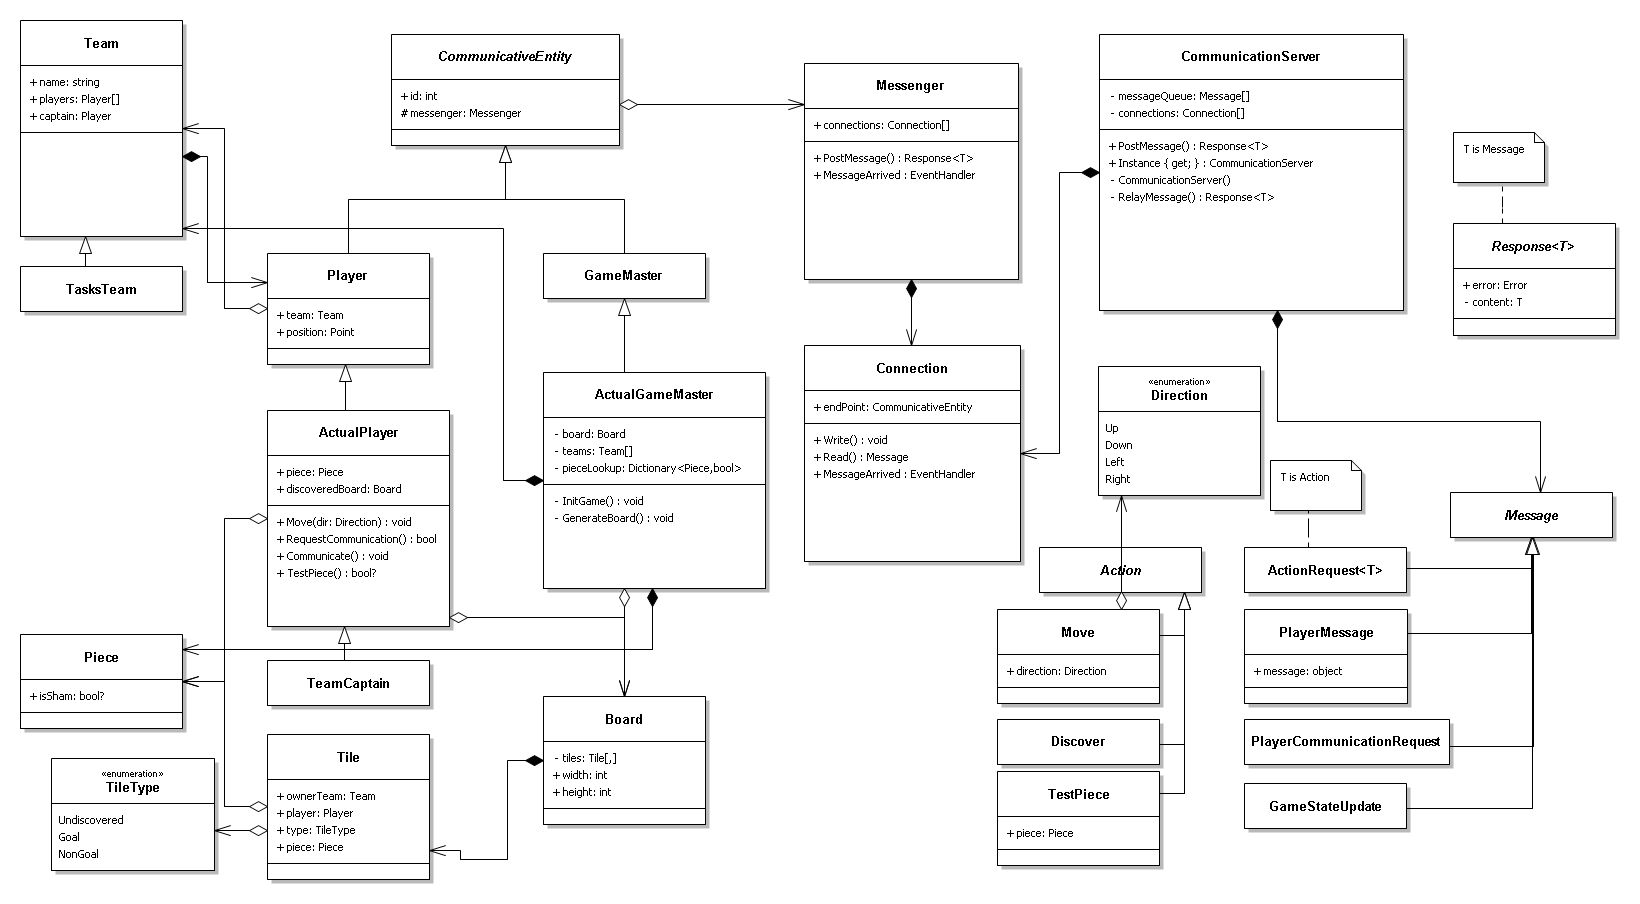 Team
+ name: string
+ players: Player[]
+ captain: Player
TasksTeam
CommunicativeEntity
+ id: int
# messenger: Messenger
Player
+ team: Team
+ position: Point
GameMaster
ActualPlayer
+ piece: Piece
+ discoveredBoard: Board
+ Move(dir: Direction) : void
+ RequestCommunication() : bool
+ Communicate() : void
+ TestPiece() : bool?
ActualGameMaster
- board: Board
- teams: Team[]
- pieceLookup: Dictionary<Piece,bool>
- InitGame() : void
- GenerateBoard() : void
Piece
+ isSham: bool?
TeamCaptain
«enumeration»
TileType
Undiscovered
Goal
NonGoal
Tile
+ ownerTeam: Team
+ player: Player
+ type: TileType
+ piece: Piece
Board
- tiles: Tile[,]
+ width: int
+ height: int
Messenger
+ connections: Connection[]
+ PostMessage() : Response<T>
+ MessageArrived : EventHandler
Connection
+ endPoint: CommunicativeEntity
+ Write() : void
+ Read() : Message
+ MessageArrived : EventHandler
CommunicationServer
- messageQueue: Message[]
- connections: Connection[]
+ PostMessage() : Response<T>
+ Instance { get; } : CommunicationServer
- CommunicationServer()
- RelayMessage() : Response<T>
T is Message
Response<T>
+ error: Error
- content: T
«enumeration»
Direction
Up
Down
Left
Right
Action
Move
+ direction: Direction
Discover
TestPiece
+ piece: Piece
T is Action
IMessage
ActionRequest<T>
PlayerMessage
+ message: object
PlayerCommunicationRequest
GameStateUpdate